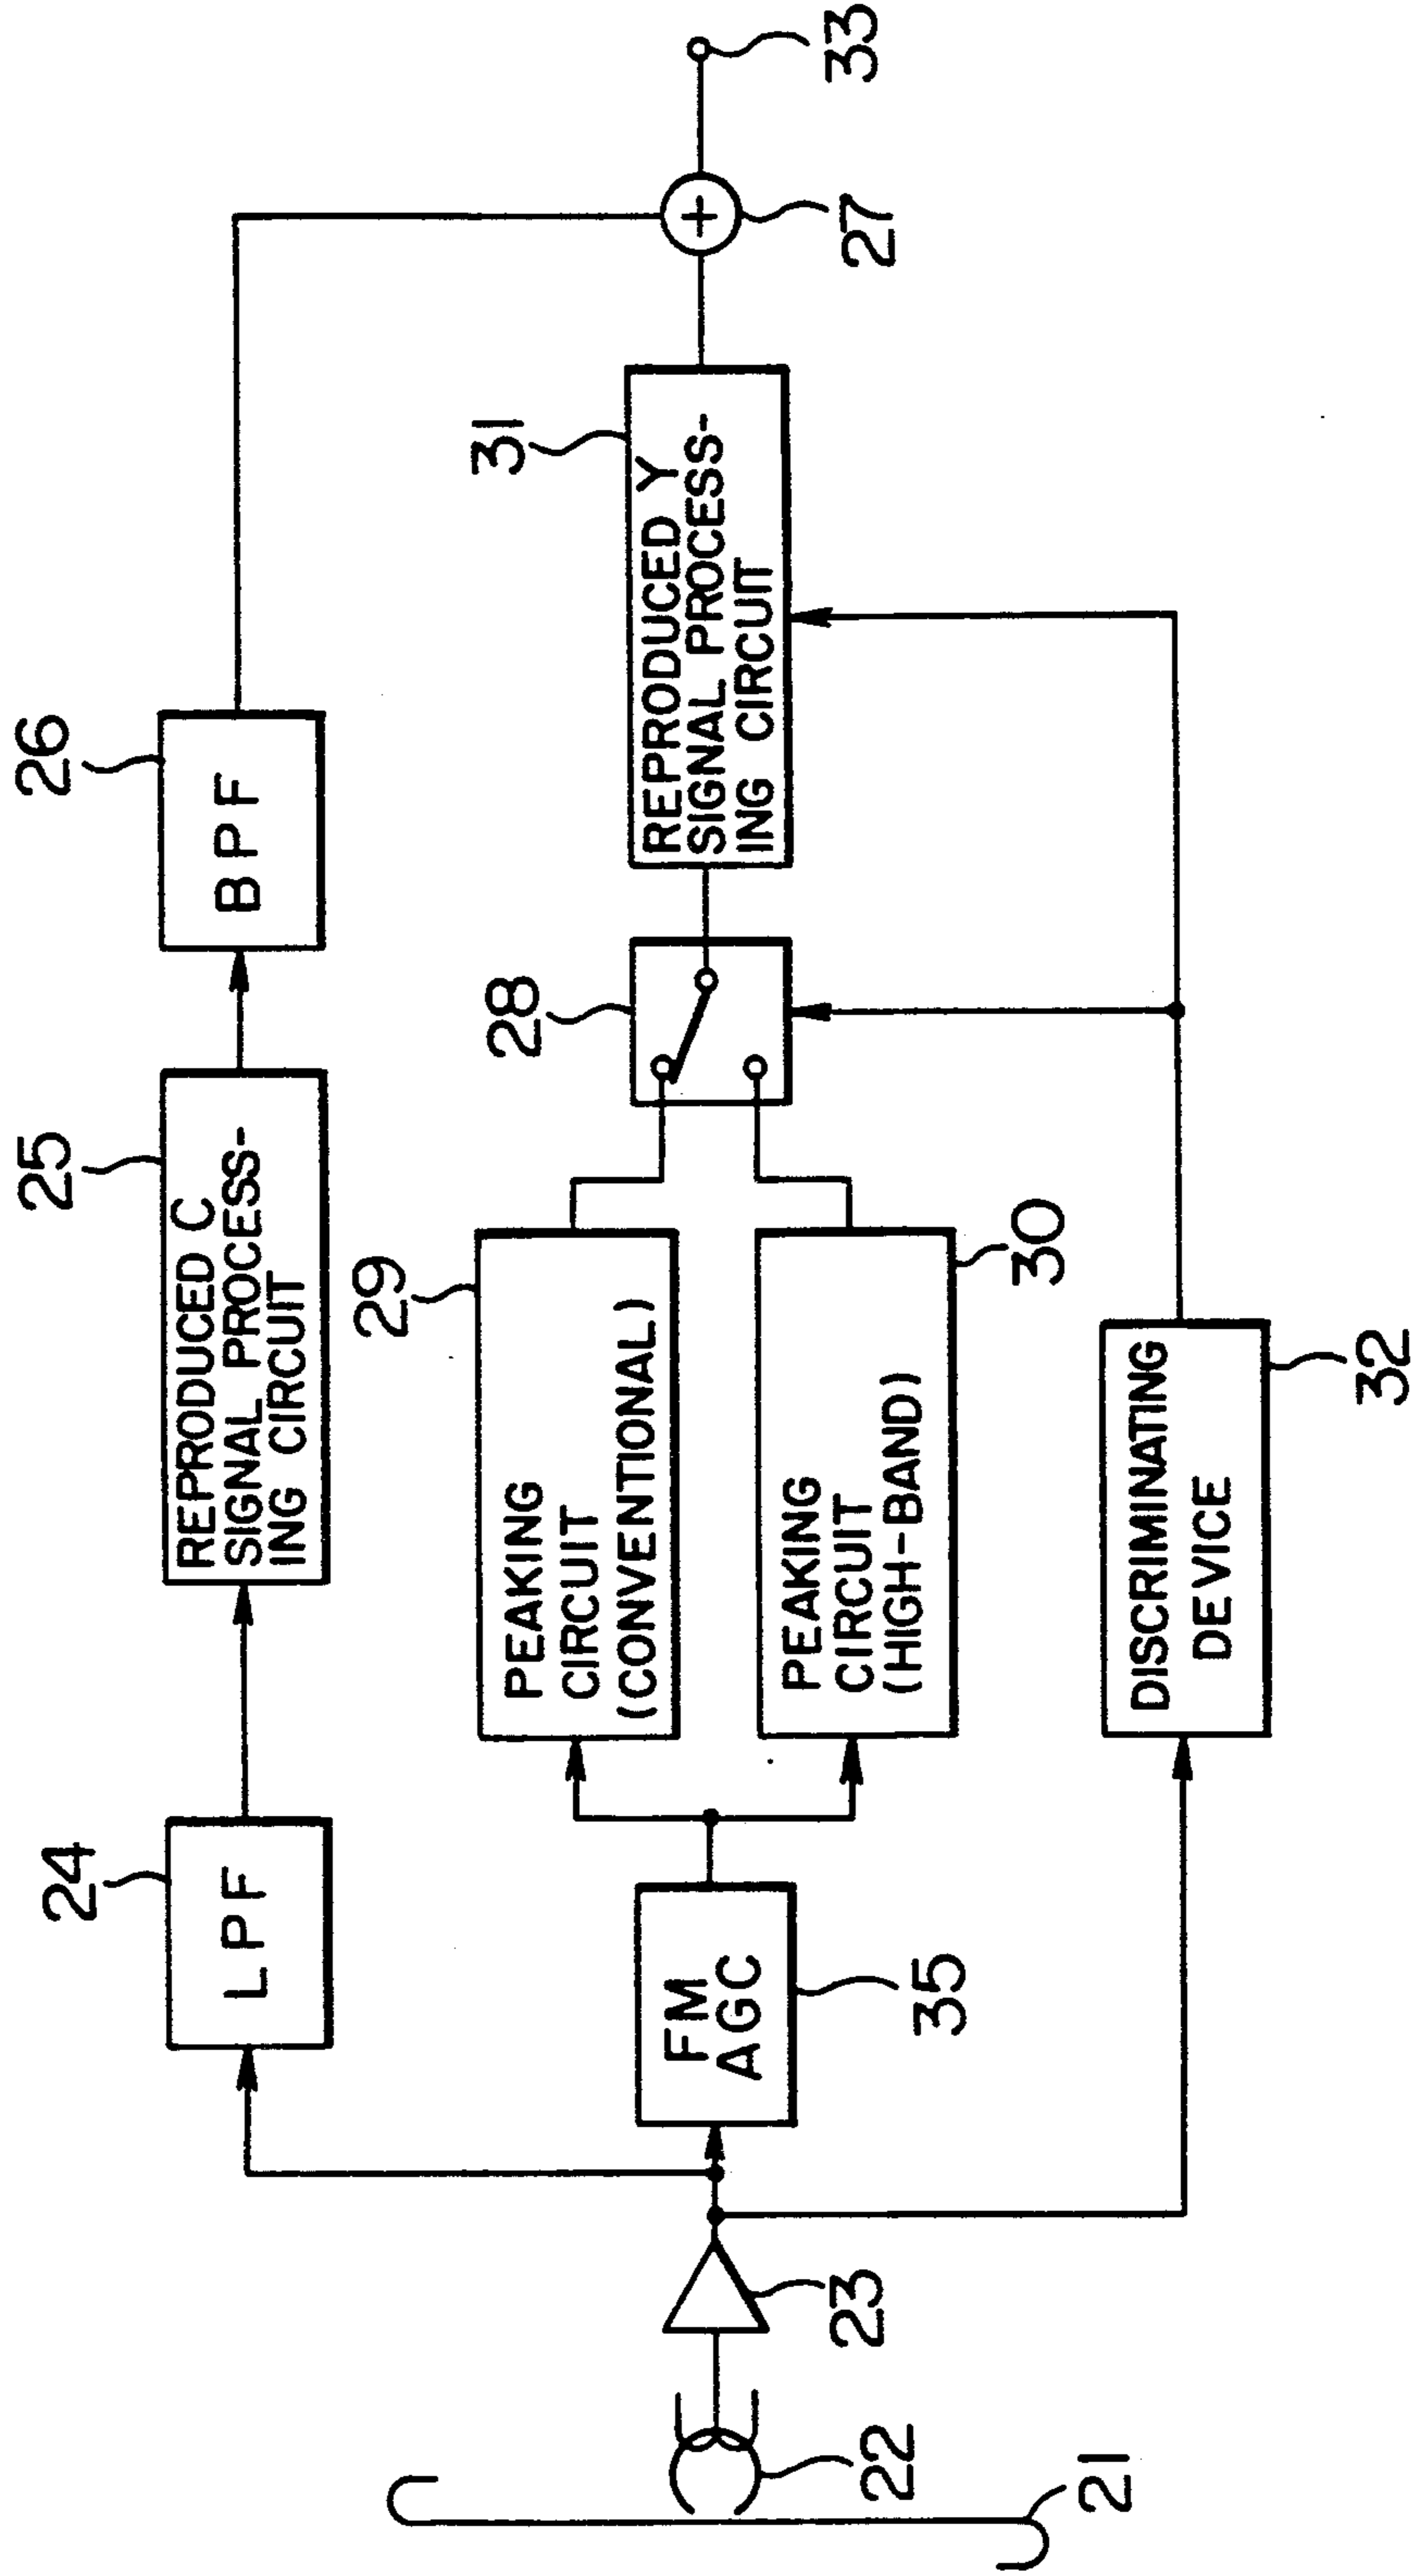 26
BPF
25
REPRODUCED C
SIGNAL PROCESS-
ING CIRCUIT
24
LPF
33
27
31
REPRODUCED Y
SIGNAL PROCESS-
ING CIRCUIT
28
29
PEAKING
CIRCUIT
(CONVENTIONAL)
PEAKING
CIRCUIT
(HIGH-BAND)
30
FM
AGC
35
23
22
21
DISCRIMINATING
DEVICE
32